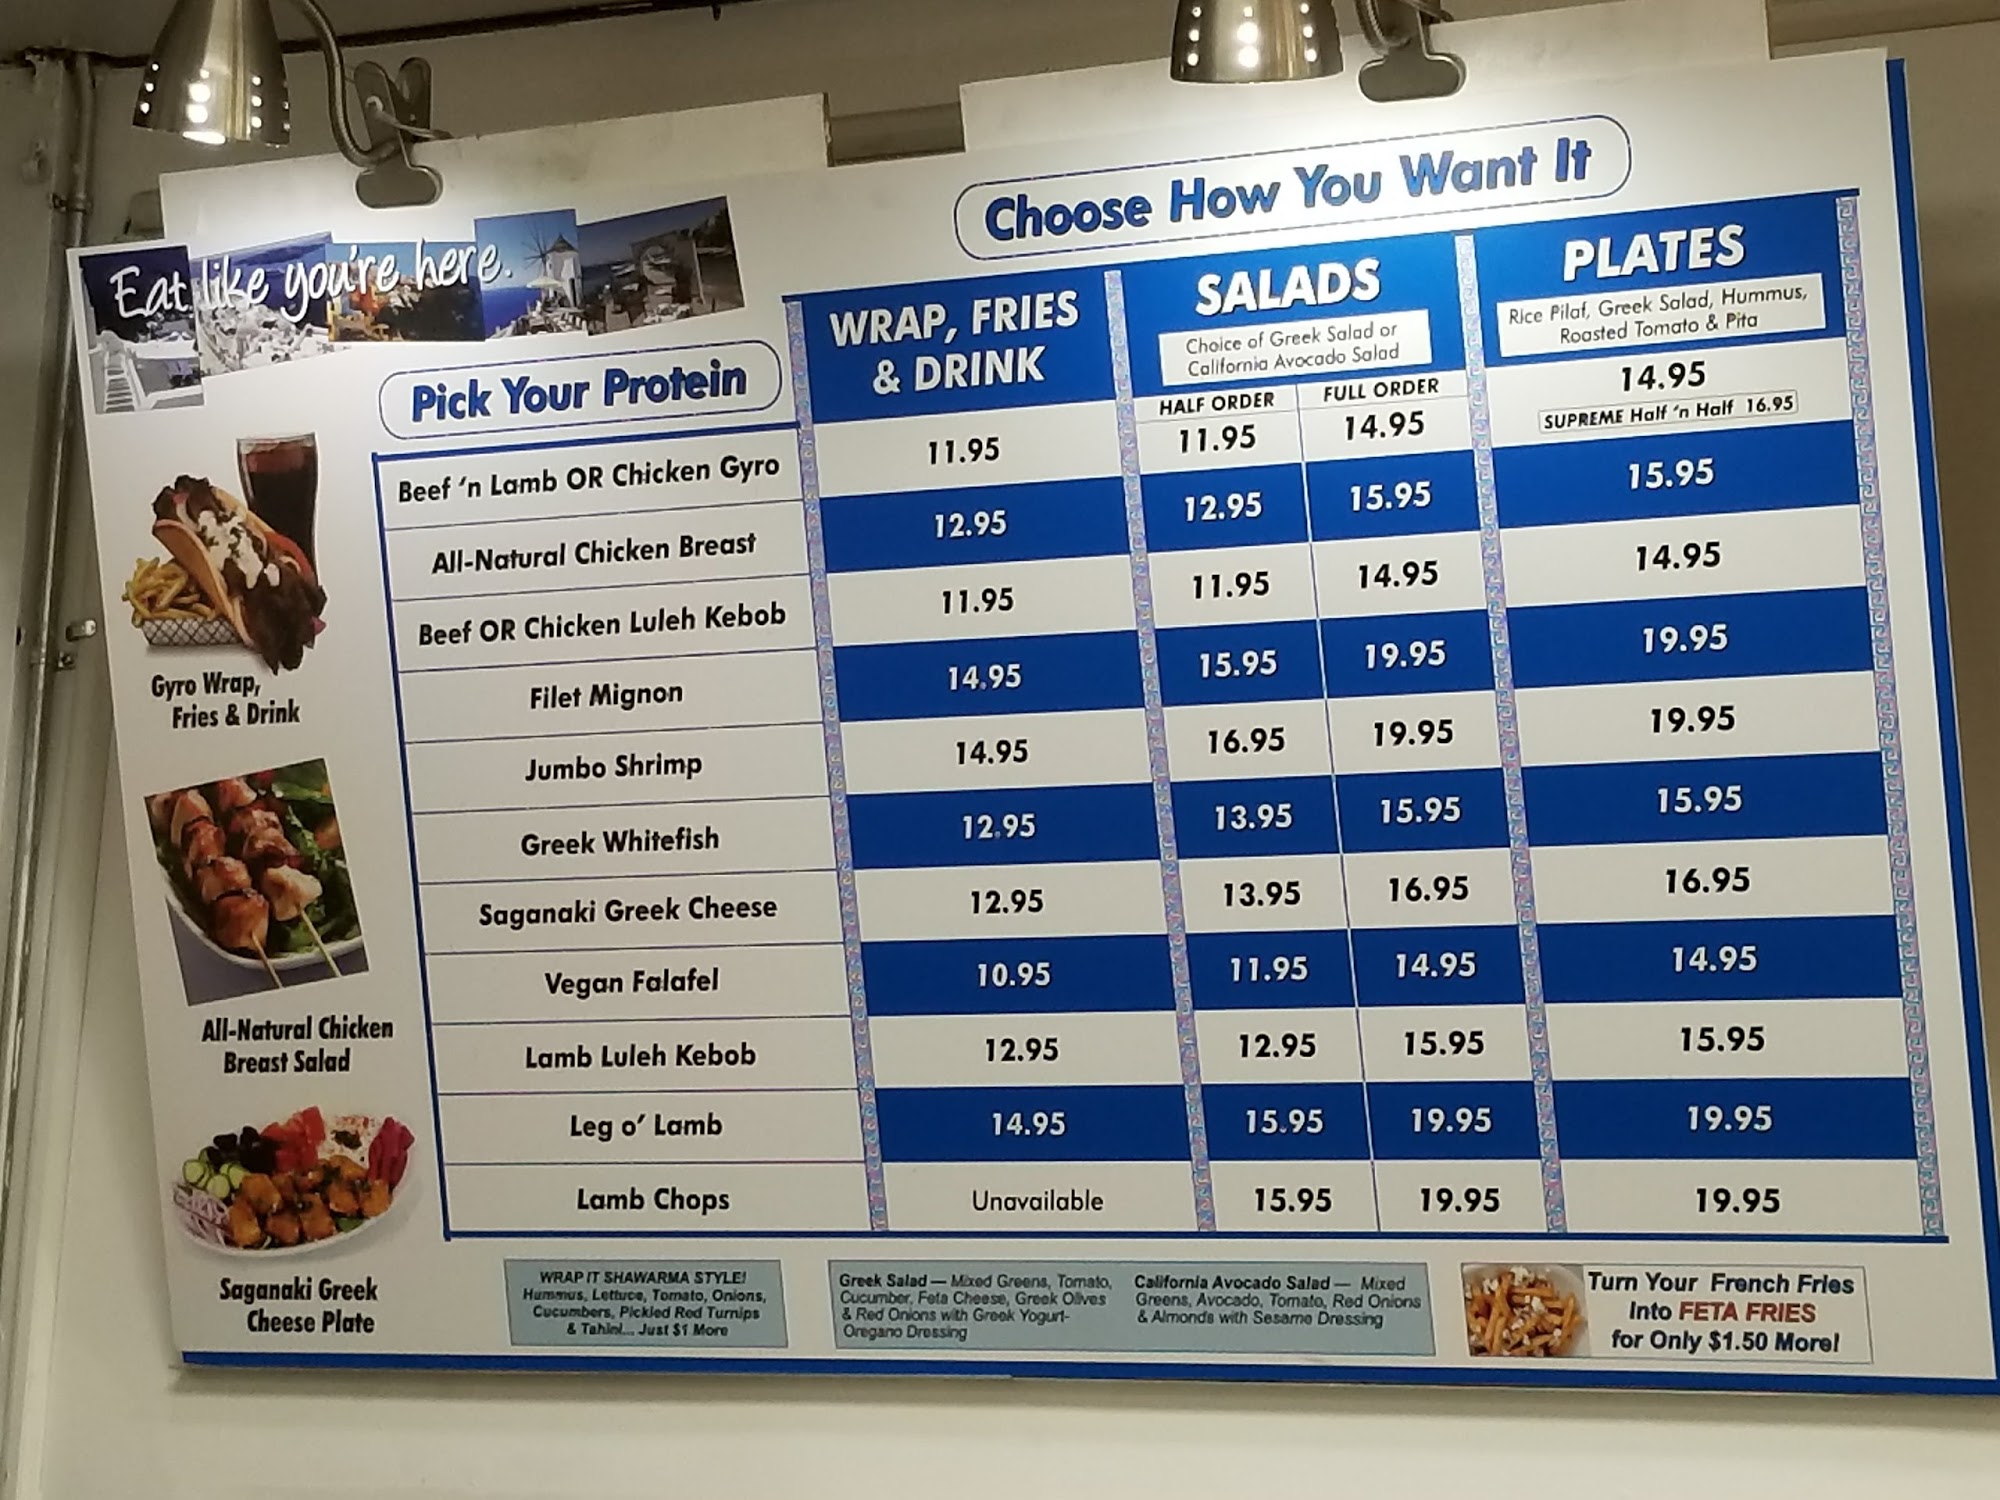 Eat like you're here.
Choose How You Want It
Pick Your Protein
WRAP, FRIES
& DRINK
SALADS
Choice of Greek Salad or
California Avocado Salad
HALF ORDER FULL ORDER
PLATES
Rice Pilaf, Greek Salad, Hummus,
Roasted Tomato & Pita
Beef 'n Lamb OR Chicken Gyro 11.95 11.95 14.95 14.95
SUPREME Half 'n Half 16.95
All-Natural Chicken Breast 12.95 12.95 15.95 15.95
Beef OR Chicken Luleh Kebob 11.95 11.95 14.95 14.95
Filet Mignon 14.95 15.95 19.95 19.95
Jumbo Shrimp 14.95 16.95 19.95 19.95
Greek Whitefish 12.95 13.95 15.95 15.95
Saganaki Greek Cheese 12.95 13.95 16.95 16.95
Vegan Falafel 10.95 11.95 14.95 14.95
Lamb Luleh Kebob 12.95 12.95 15.95 15.95
Leg o' Lamb 14.95 15.95 19.95 19.95
Lamb Chops Unavailable 15.95 19.95 19.95
Gyro Wrap,
Fries & Drink
All-Natural Chicken
Breast Salad
Saganaki Greek
Cheese Plate
WRAP IT SHAWARMA STYLE!
Hummus, Lettuce, Tomato, Onions,
Cucumbers, Pickled Red Turnips
& Tahini... Just $1 More
Greek Salad — Mixed Greens, Tomato,
Cucumber, Feta Cheese, Greek Olives
& Red Onions with Greek Yogurt-
Oregano Dressing
California Avocado Salad — Mixed
Greens, Avocado, Tomato, Red Onions
& Almonds with Sesame Dressing
Turn Your French Fries
Into FETA FRIES
for Only $1.50 More!